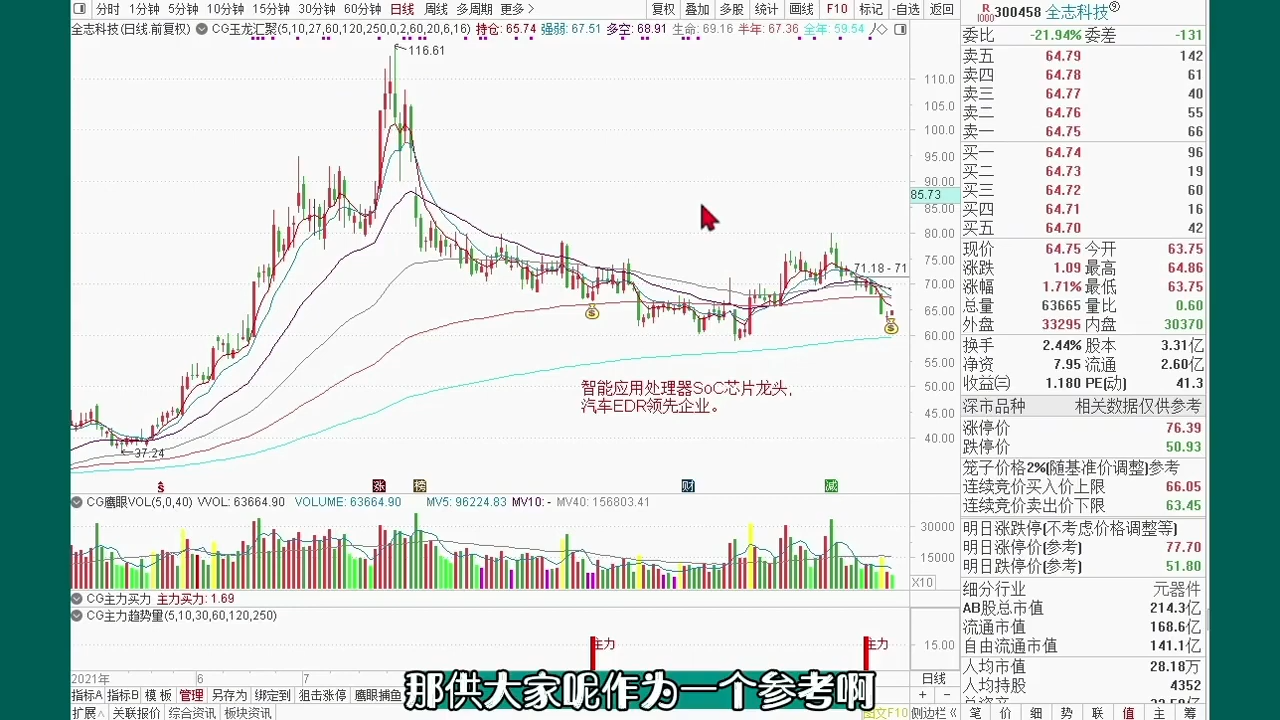 分时 1分钟 5分钟 10分钟 15分钟 30分钟 60分钟 日线 周线 多周期 更多> 复权 叠加 多股 统计 画线 F10 标记 -自选 返回
全志科技(日线 前复权) CG玉龙汇聚(5,10,27,60,120,250,0,2,60,20,6,16) 持仓: 65.74 强弱: 67.51 多空: 68.91 生命: 69.16 半年: 67.36 全年: 59.54
116.61
110.0
105.0
100.0
95.00
90.00
85.73
85.00
80.00
75.00
71.18-71
70.00
65.00
60.00
55.00
50.00
45.00
40.00
37.24
智能应用处理器SoC芯片龙头,
汽车EDR领先企业。
$ 涨 榜 财 减
CG鹰眼VOL(5,0,40) VVOL: 63664.90 VOLUME: 63664.90 MV5: 96224.83 MV10: - MV40: 156803.41
30000
15000
X10
CG主力买力 主力买力: 1.69
CG主力趋势量(5,10,30,60,120,250)
主力 主力
15.00
2021年 6 7 日线
指标A 指标B 模板 管理 另存为 绑定到 狙击涨停 鹰眼捕鱼 + -
扩展∧ 关联报价 综合资讯 板块资讯 图文F10 侧边栏《 笔 价 细 势 联 值 主 筹
R
1000
300458 全志科技
委比 -21.94% 委差 -131
卖五 64.79 142
卖四 64.78 61
卖三 64.77 40
卖二 64.76 55
卖一 64.75 66
买一 64.74 96
买二 64.73 19
买三 64.72 60
买四 64.71 16
买五 64.70 42
现价 64.75 今开 63.75
涨跌 1.09 最高 64.86
涨幅 1.71% 最低 63.75
总量 63665 量比 0.60
外盘 33295 内盘 30370
换手 2.44% 股本 3.31亿
净资 7.95 流通 2.60亿
收益㈢ 1.180 PE(动) 41.3
深市品种 相关数据仅供参考
涨停价 76.39
跌停价 50.93
笼子价格2%(随基准价调整)参考
连续竞价买入价上限 66.05
连续竞价卖出价下限 63.45
明日涨跌停(不考虑价格调整等)
明日涨停价(参考) 77.70
明日跌停价(参考) 51.80
细分行业 元器件
AB股总市值 214.3亿
流通市值 168.6亿
自由流通市值 141.1亿
人均市值 28.18万
人均持股 4352
那供大家呢作为一个参考啊